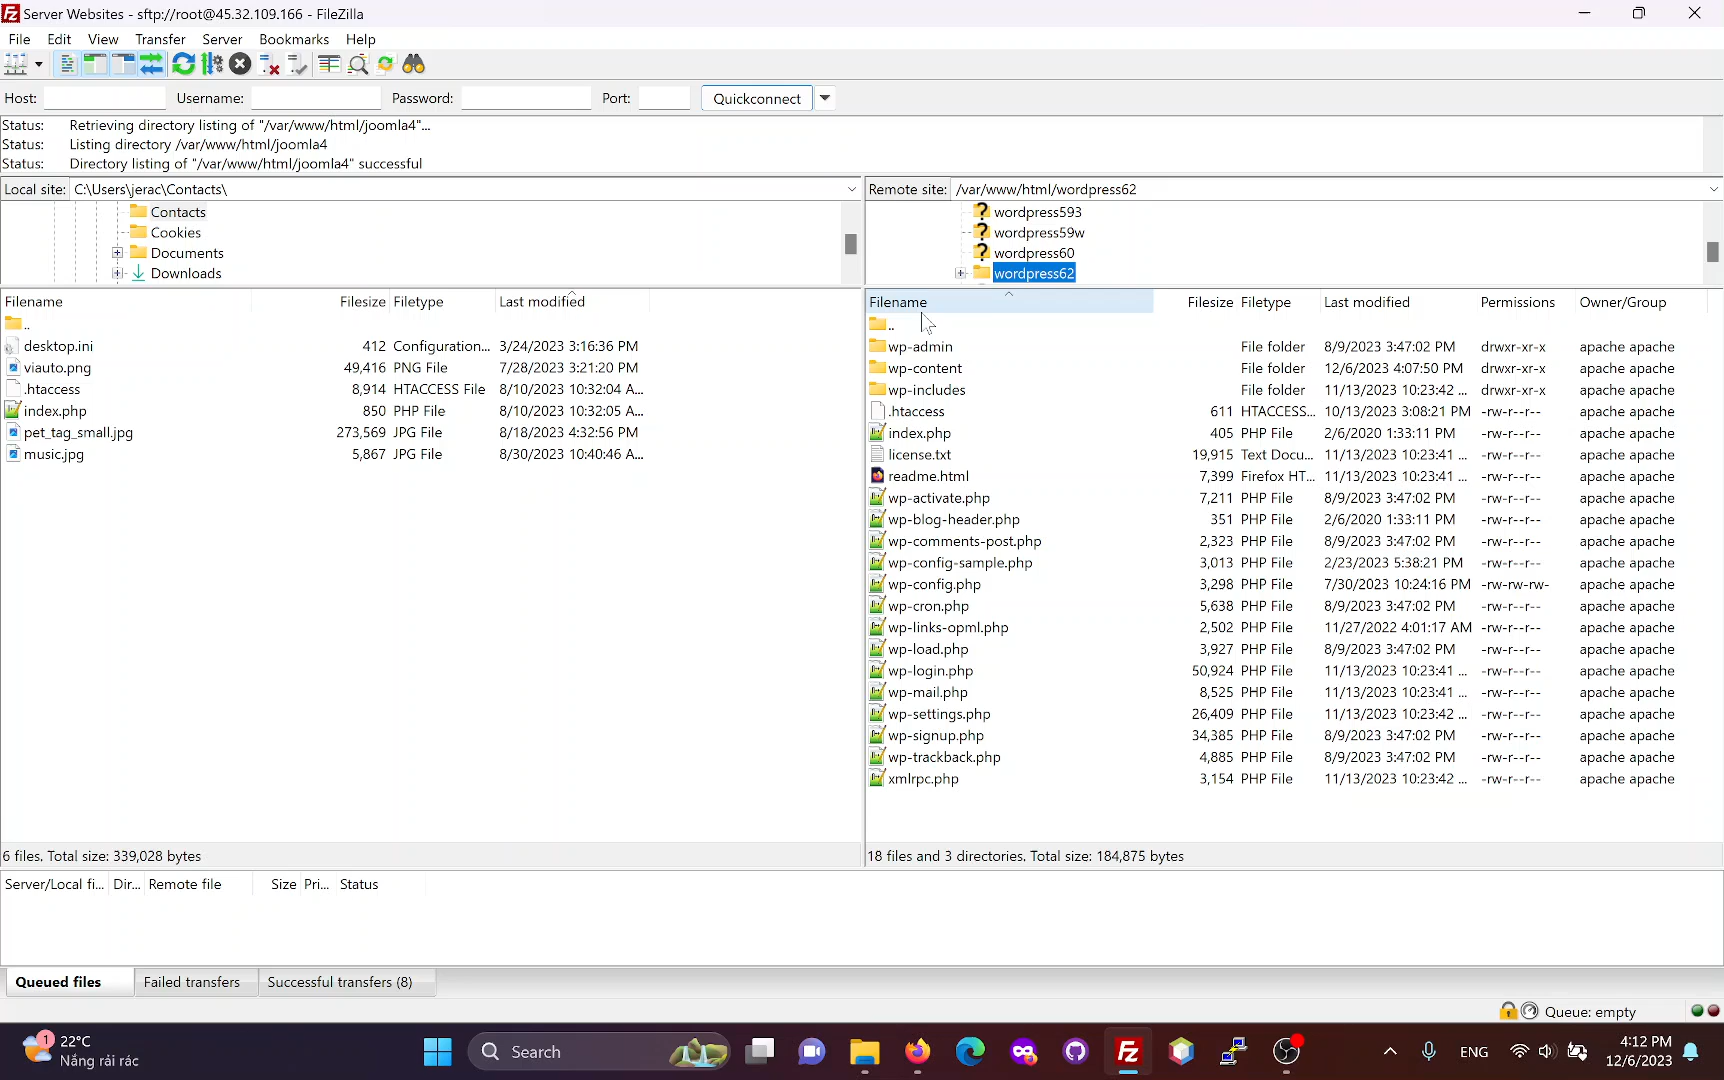 Server Websites - sftp://root@45.32.109.166 - FileZilla
File Edit View Transfer Server Bookmarks Help
Host: Username: Password: Port: Quickconnect
Status: Retrieving directory listing of "/var/www/html/joomla4"...
Status: Listing directory /var/www/html/joomla4
Status: Directory listing of "/var/www/html/joomla4" successful
Local site: C:\Users\jerac\Contacts\
Contacts
Cookies
Documents
Downloads
Filename Filesize Filetype Last modified
..
desktop.ini 412 Configuration... 3/24/2023 3:16:36 PM
viauto.png 49,416 PNG File 7/28/2023 3:21:20 PM
.htaccess 8,914 HTACCESS File 8/10/2023 10:32:04 A...
index.php 850 PHP File 8/10/2023 10:32:05 A...
pet_tag_small.jpg 273,569 JPG File 8/18/2023 4:32:56 PM
music.jpg 5,867 JPG File 8/30/2023 10:40:46 A...
6 files. Total size: 339,028 bytes
Remote site: /var/www/html/wordpress62
wordpress593
wordpress59w
wordpress60
wordpress62
Filename Filesize Filetype Last modified Permissions Owner/Group
..
wp-admin File folder 8/9/2023 3:47:02 PM drwxr-xr-x apache apache
wp-content File folder 12/6/2023 4:07:50 PM drwxr-xr-x apache apache
wp-includes File folder 11/13/2023 10:23:42 ... drwxr-xr-x apache apache
.htaccess 611 HTACCESS... 10/13/2023 3:08:21 PM -rw-r--r-- apache apache
index.php 405 PHP File 2/6/2020 1:33:11 PM -rw-r--r-- apache apache
license.txt 19,915 Text Docu... 11/13/2023 10:23:41 ... -rw-r--r-- apache apache
readme.html 7,399 Firefox HT... 11/13/2023 10:23:41 ... -rw-r--r-- apache apache
wp-activate.php 7,211 PHP File 8/9/2023 3:47:02 PM -rw-r--r-- apache apache
wp-blog-header.php 351 PHP File 2/6/2020 1:33:11 PM -rw-r--r-- apache apache
wp-comments-post.php 2,323 PHP File 8/9/2023 3:47:02 PM -rw-r--r-- apache apache
wp-config-sample.php 3,013 PHP File 2/23/2023 5:38:21 PM -rw-r--r-- apache apache
wp-config.php 3,298 PHP File 7/30/2023 10:24:16 PM -rw-rw-rw- apache apache
wp-cron.php 5,638 PHP File 8/9/2023 3:47:02 PM -rw-r--r-- apache apache
wp-links-opml.php 2,502 PHP File 11/27/2022 4:01:17 AM -rw-r--r-- apache apache
wp-load.php 3,927 PHP File 8/9/2023 3:47:02 PM -rw-r--r-- apache apache
wp-login.php 50,924 PHP File 11/13/2023 10:23:41 ... -rw-r--r-- apache apache
wp-mail.php 8,525 PHP File 11/13/2023 10:23:41 ... -rw-r--r-- apache apache
wp-settings.php 26,409 PHP File 11/13/2023 10:23:42 ... -rw-r--r-- apache apache
wp-signup.php 34,385 PHP File 8/9/2023 3:47:02 PM -rw-r--r-- apache apache
wp-trackback.php 4,885 PHP File 8/9/2023 3:47:02 PM -rw-r--r-- apache apache
xmlrpc.php 3,154 PHP File 11/13/2023 10:23:42 ... -rw-r--r-- apache apache
18 files and 3 directories. Total size: 184,875 bytes
Server/Local fi... Dir... Remote file Size Pri... Status
Queued files Failed transfers Successful transfers (8)
Queue: empty
1 22°C
Nắng rải rác
Search
ENG
4:12 PM
12/6/2023